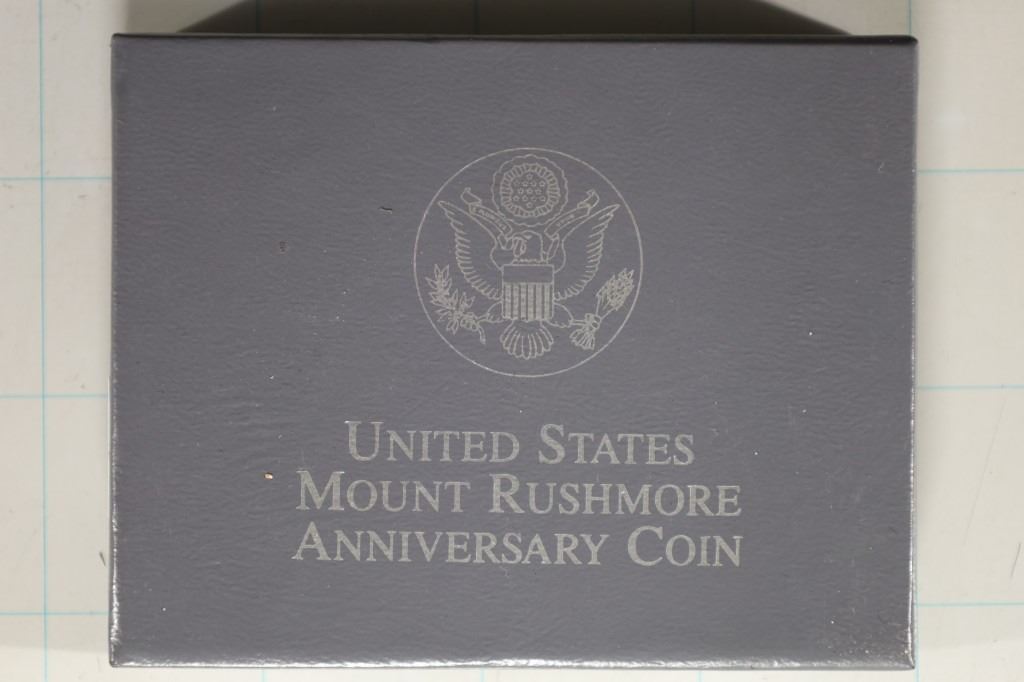 UNITED STATES
MOUNT RUSHMORE
ANNIVERSARY COIN